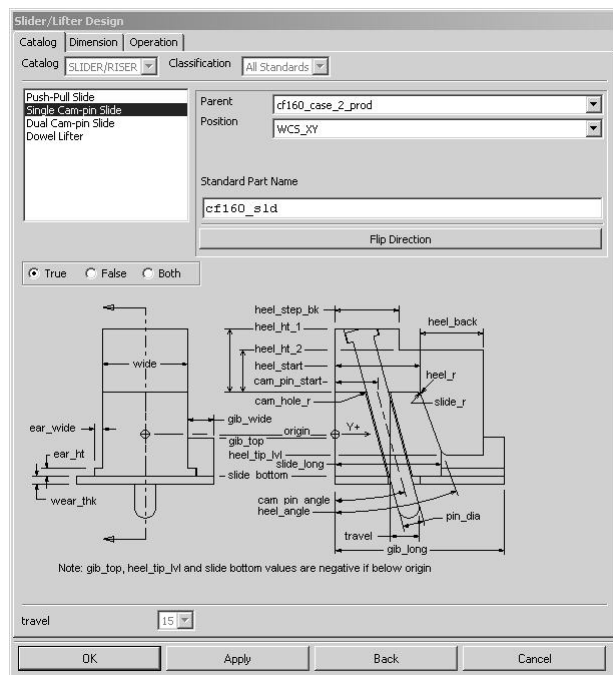 Slider/Lifter Design
Catalog Dimension Operation
Catalog SLIDER/RISER Classification All Standards
Push-Pull Slide
Single Cam-pin Slide
Dual Cam-pin Slide
Dowel Lifter
Parent cf160_case_2_prod
Position WCS_XY
Standard Part Name
cf160_sld
Flip Direction
True False Both
heel_step_bk
heel_ht_1
heel_back
heel_ht_2
wide
heel_start
heel_r
cam_pin_start
cam_hole_r
slide_r
gib_wide
ear_wide
origin
Y+
gib_top
ear_ht
heel_tip_lvl
slide_long
slide bottom
wear_thk
cam_pin_angle
heel_angle
pin_dia
travel
gib_long
Note: gib_top, heel_tip_lvl and slide bottom values are negative if below origin
travel 15
OK Apply Back Cancel